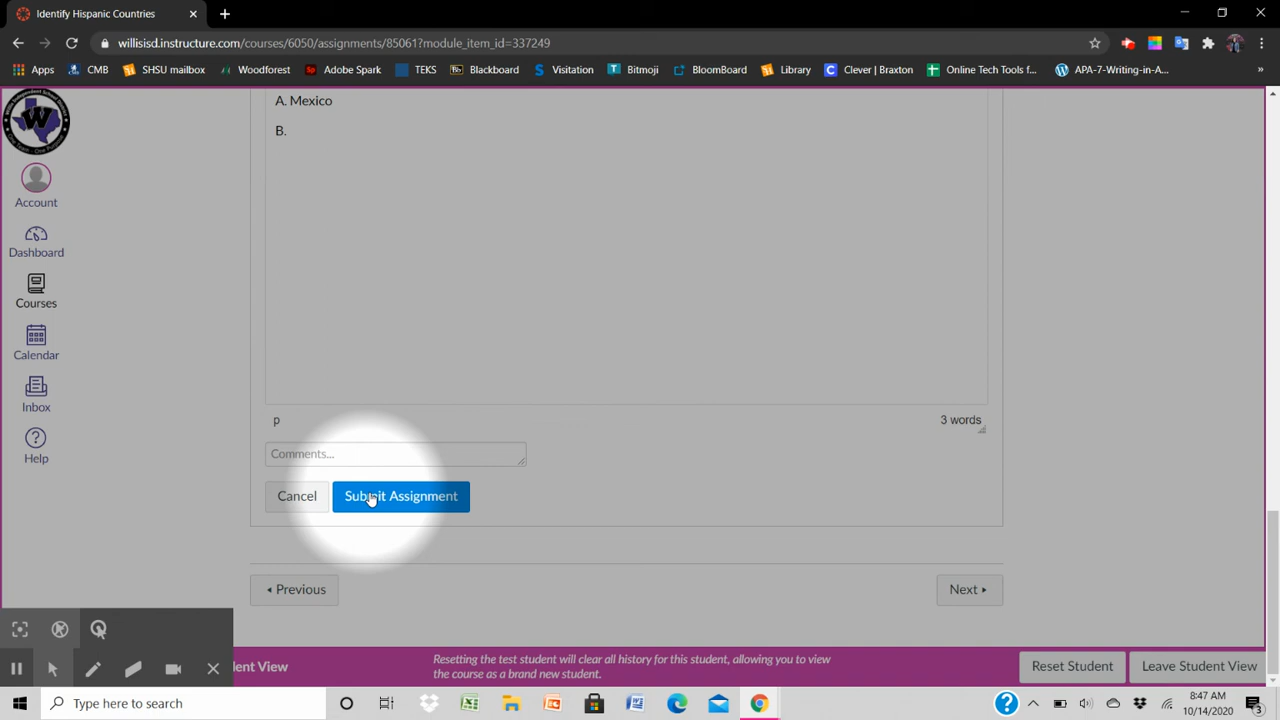 Identify Hispanic Countries
willisisd.instructure.com/courses/6050/assignments/85061?module_item_id=337249
Apps CMB SHSU mailbox Woodforest Adobe Spark TEKS Blackboard Visitation Bitmoji BloomBoard Library Clever | Braxton Online Tech Tools f... APA-7-Writing-in-A... »
W
Account
Dashboard
Courses
Calendar
Inbox
Help
A. Mexico
B.
p
3 words
Comments...
Cancel
Submit Assignment
Previous
Next
dent View
Resetting the test student will clear all history for this student, allowing you to view
the course as a brand new student.
Reset Student
Leave Student View
Type here to search
8:47 AM
10/14/2020
3